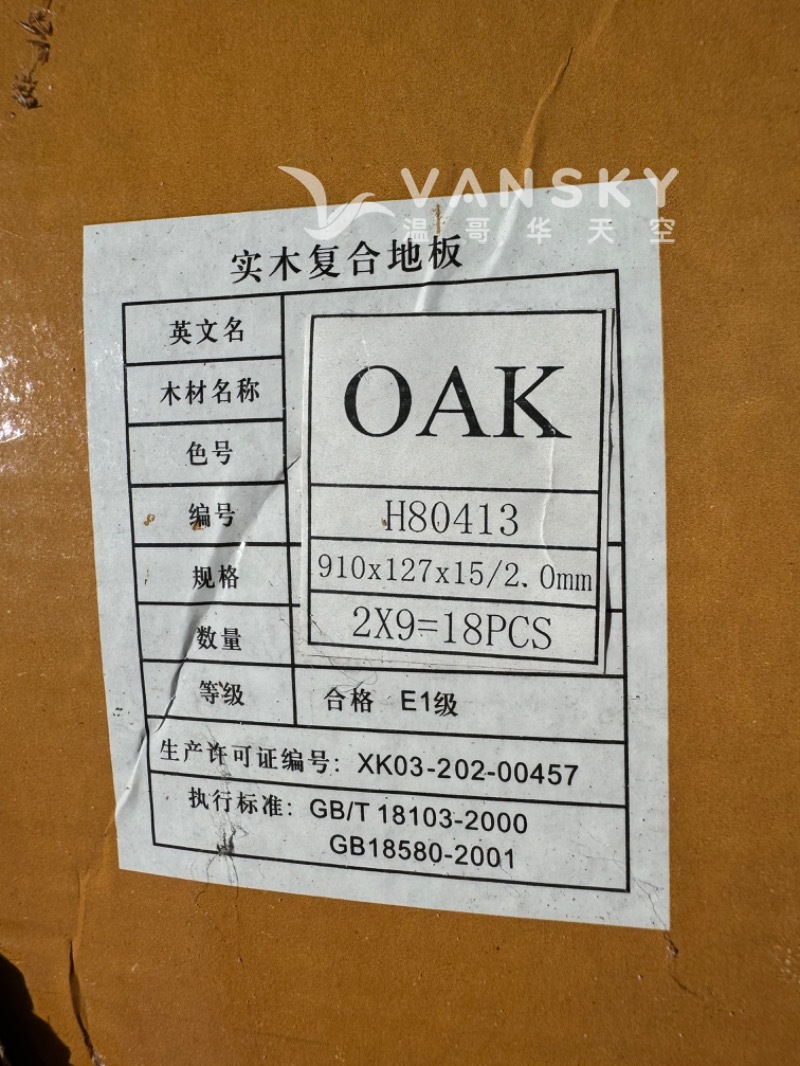 VANSKY
温哥华天空
实木复合地板
英文名
木材名称
OAK
色号
编号
H80413
规格
910x127x15/2.0mm
数量
2X9=18PCS
等级
合格 E1级
生产许可证编号: XK03-202-00457
执行标准: GB/T 18103-2000
GB18580-2001